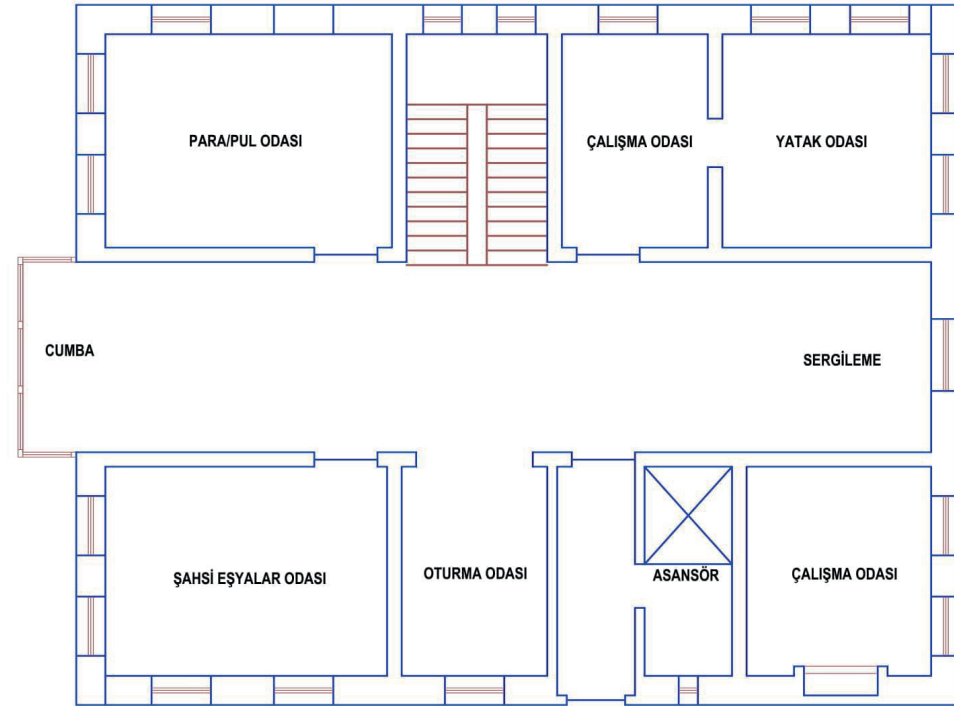 PARA/PUL ODASI
ÇALIŞMA ODASI
YATAK ODASI
CUMBA
SERGİLEME
ŞAHSİ EŞYALAR ODASI
OTURMA ODASI
ASANSÖR
ÇALIŞMA ODASI